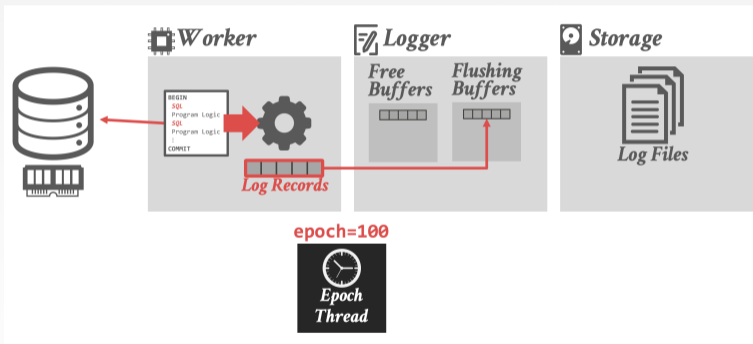 Worker
Logger
Storage
BEGIN
SQL
Program Logic
SQL
Program Logic
⋮
COMMIT
Log Records
Free
Buffers
Flushing
Buffers
Log Files
epoch=100
Epoch
Thread